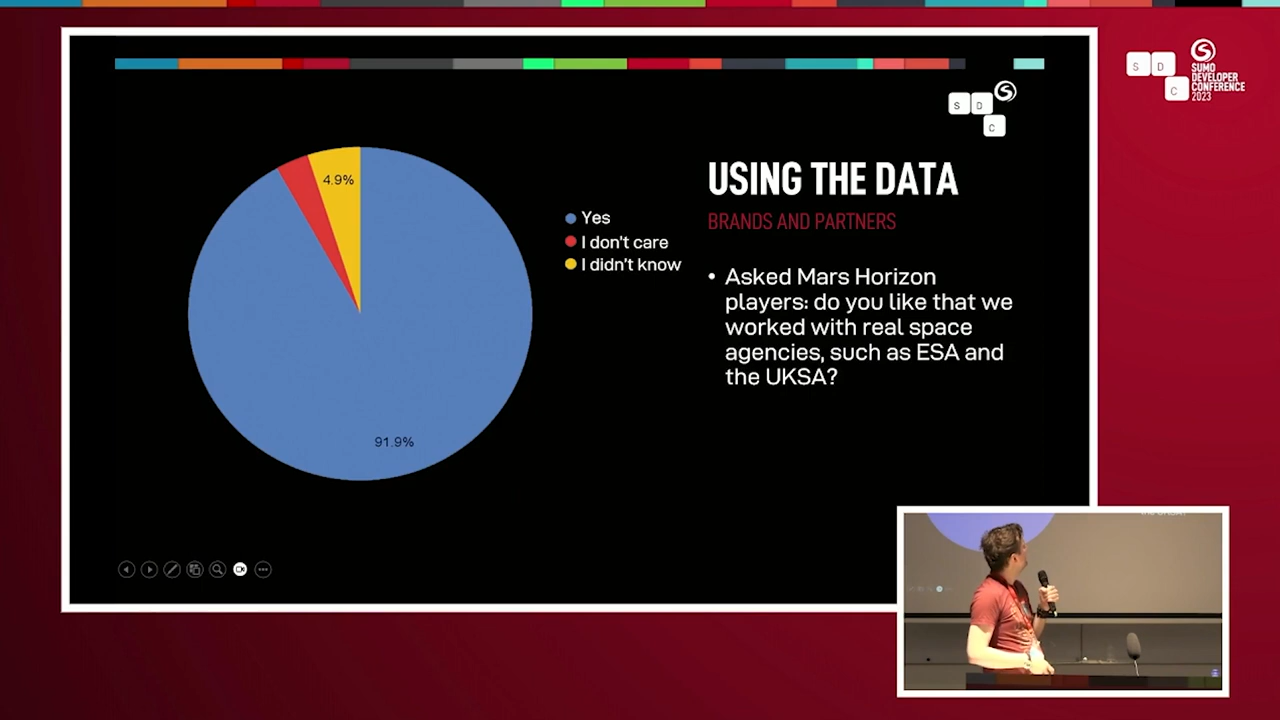 S D
C
SUMO
DEVELOPER
CONFERENCE
2023
S D
C
4.9%
91.9%
Yes
I don't care
I didn't know
USING THE DATA
BRANDS AND PARTNERS
• Asked Mars Horizon
players: do you like that we
worked with real space
agencies, such as ESA and
the UKSA?